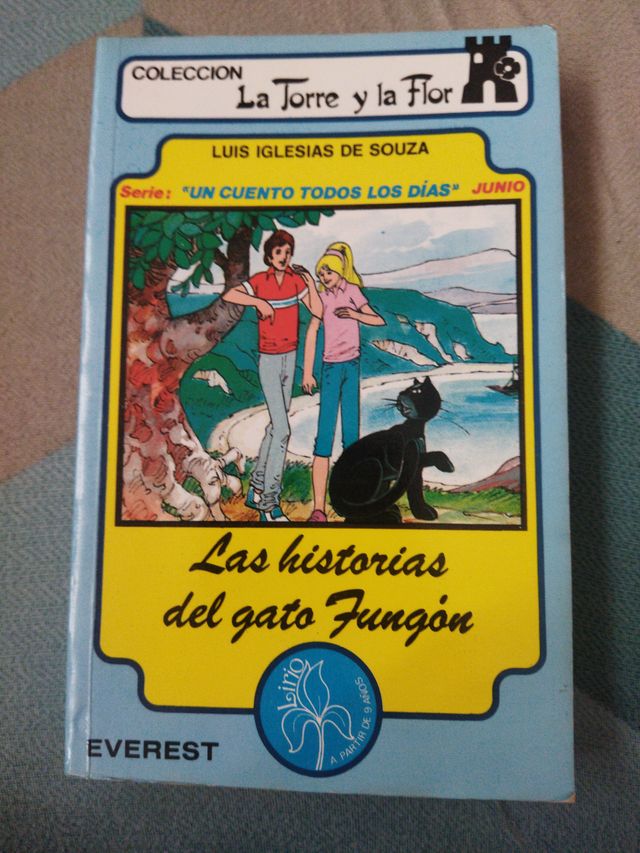 COLECCION
La Torre y la Flor
LUIS IGLESIAS DE SOUZA
Serie: "UN CUENTO TODOS LOS DÍAS" JUNIO
Las historias
del gato Fungón
Lirio
A PARTIR DE 9 AÑOS
EVEREST